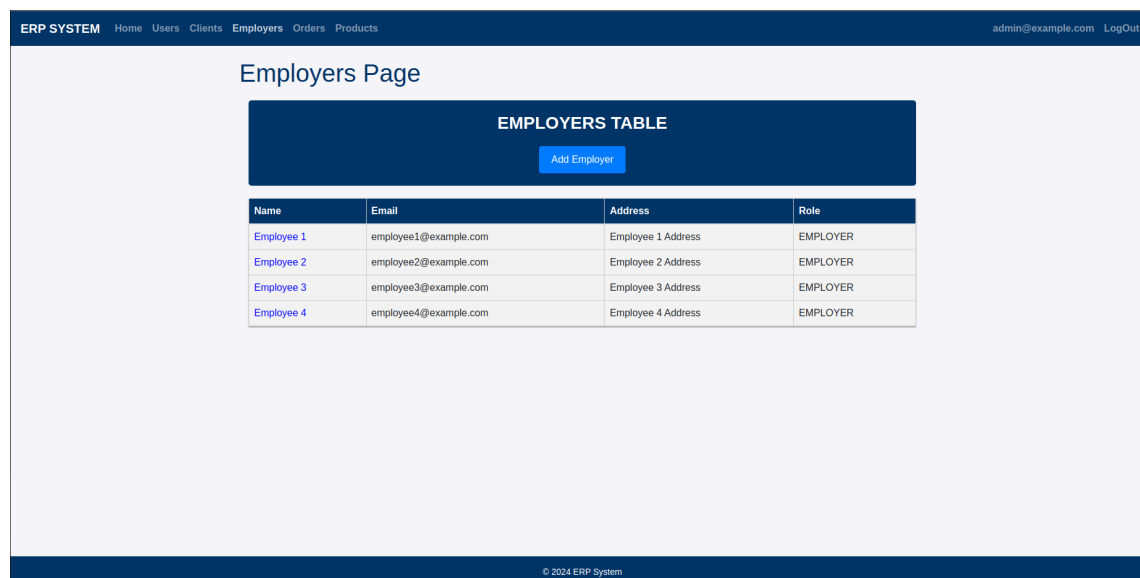 ERP SYSTEM Home Users Clients Employers Orders Products admin@example.com LogOut
Employers Page
EMPLOYERS TABLE
Add Employer
Name Email Address Role
Employee 1 employee1@example.com Employee 1 Address EMPLOYER
Employee 2 employee2@example.com Employee 2 Address EMPLOYER
Employee 3 employee3@example.com Employee 3 Address EMPLOYER
Employee 4 employee4@example.com Employee 4 Address EMPLOYER
© 2024 ERP System